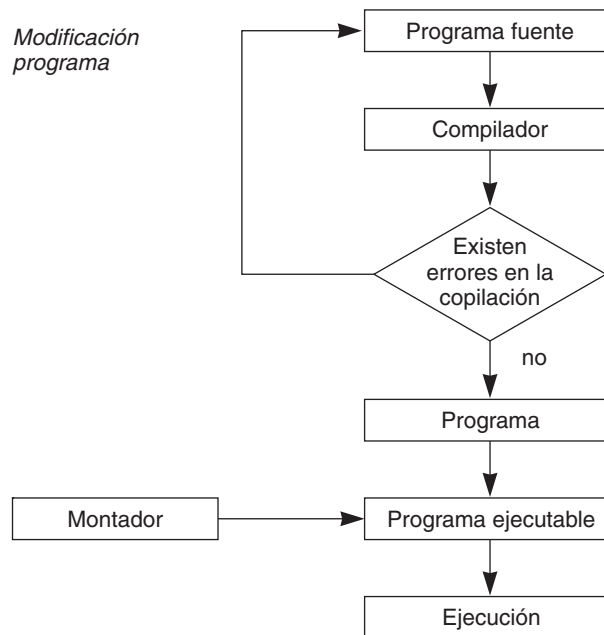 Modificación
programa
Programa fuente
Compilador
Existen
errores en la
copilación
no
Programa
Montador
Programa ejecutable
Ejecución